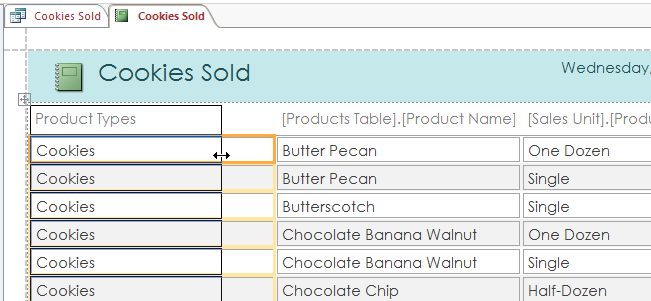 Cookies Sold Cookies Sold
Cookies Sold Wednesday,
Product Types [Products Table].[Product Name] [Sales Unit].[Produ
Cookies Butter Pecan One Dozen
Cookies Butter Pecan Single
Cookies Butterscotch Single
Cookies Chocolate Banana Walnut One Dozen
Cookies Chocolate Banana Walnut Single
Cookies Chocolate Chip Half-Dozen